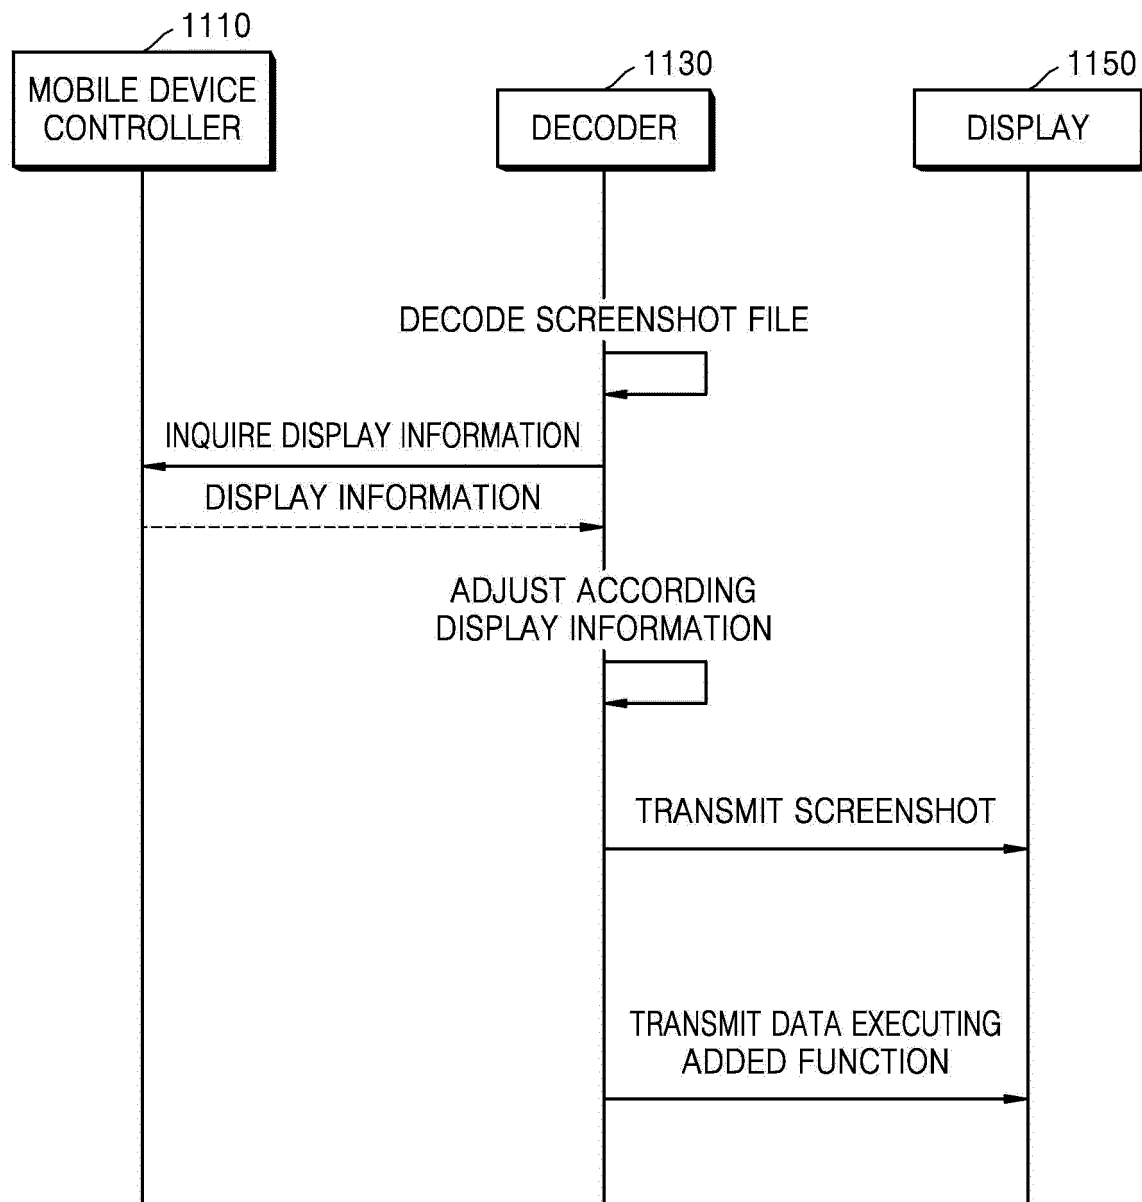 1110
MOBILE DEVICE
CONTROLLER
1130
DECODER
1150
DISPLAY
DECODE SCREENSHOT FILE
INQUIRE DISPLAY INFORMATION
DISPLAY INFORMATION
ADJUST ACCORDING
DISPLAY INFORMATION
TRANSMIT SCREENSHOT
TRANSMIT DATA EXECUTING
ADDED FUNCTION